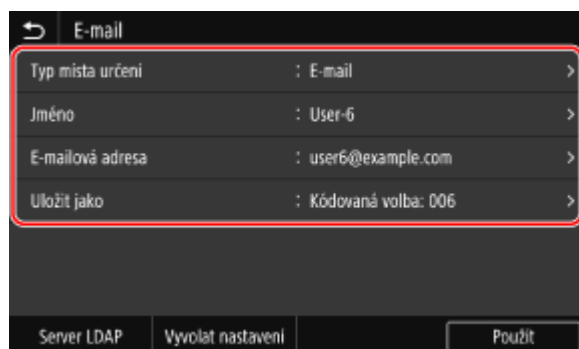 E-mail
Typ místa určení : E-mail
Jméno : User-6
E-mailová adresa : user6@example.com
Uložit jako : Kódovaná volba: 006
Server LDAP Vyvolat nastavení Použít